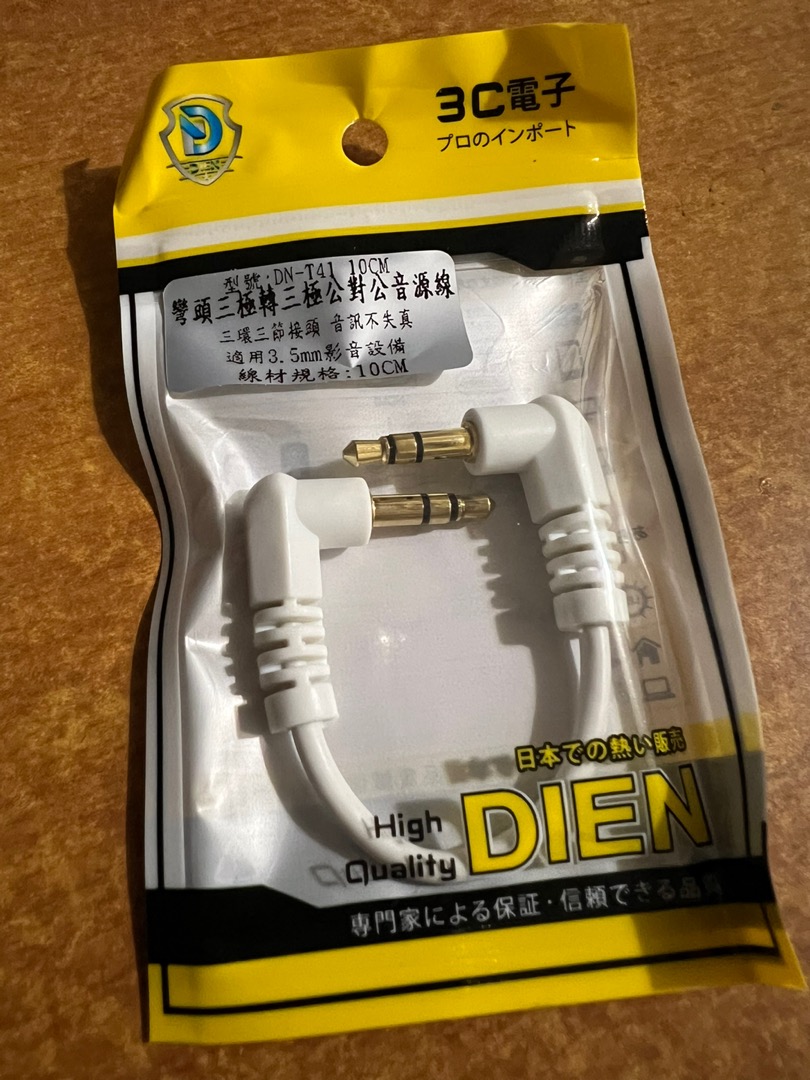 3C電子
プロのインポート
型號:DN-T41 10CM
彎頭三極轉三極公對公音源線
三環三節接頭 音訊不失真
適用3.5mm影音設備
線材規格:10CM
日本での熱い販売
High
Quality
DIEN
専門家による保証・信頼できる品質